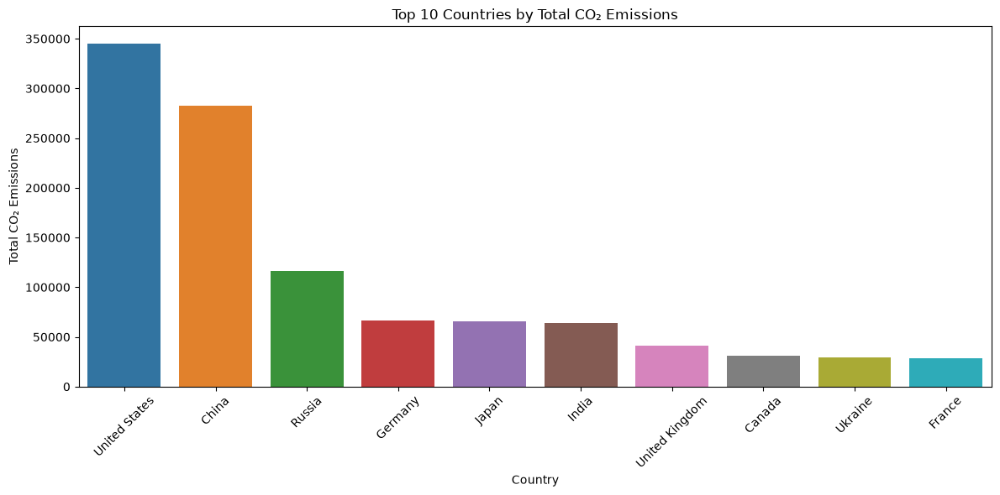 Top 10 Countries by Total CO₂ Emissions
Total CO₂ Emissions
350000
300000
250000
200000
150000
100000
50000
0
United States
China
Russia
Germany
Japan
India
United Kingdom
Canada
Ukraine
France
Country